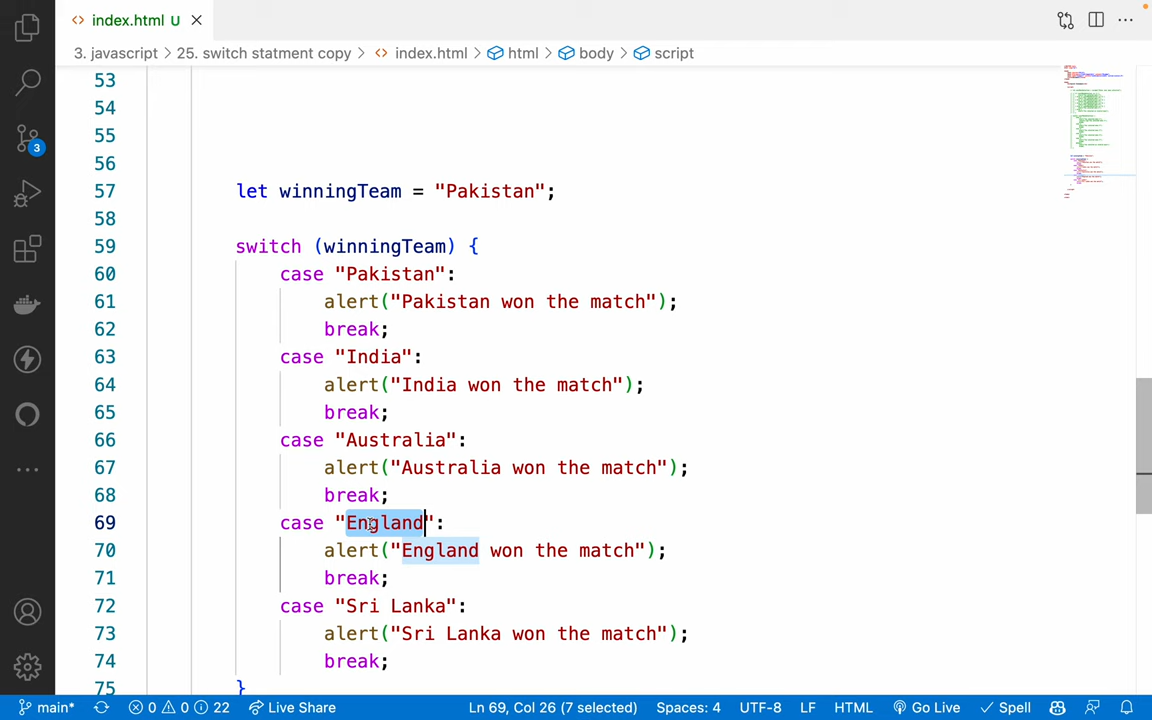 index.html U
3. javascript > 25. switch statment copy > index.html > html > body > script
53
54
55
56
57 let winningTeam = "Pakistan";
58
59 switch (winningTeam) {
60 case "Pakistan":
61 alert("Pakistan won the match");
62 break;
63 case "India":
64 alert("India won the match");
65 break;
66 case "Australia":
67 alert("Australia won the match");
68 break;
69 case "England":
70 alert("England won the match");
71 break;
72 case "Sri Lanka":
73 alert("Sri Lanka won the match");
74 break;
75 }
3
main* 0 0 22 Live Share Ln 69, Col 26 (7 selected) Spaces: 4 UTF-8 LF HTML Go Live Spell